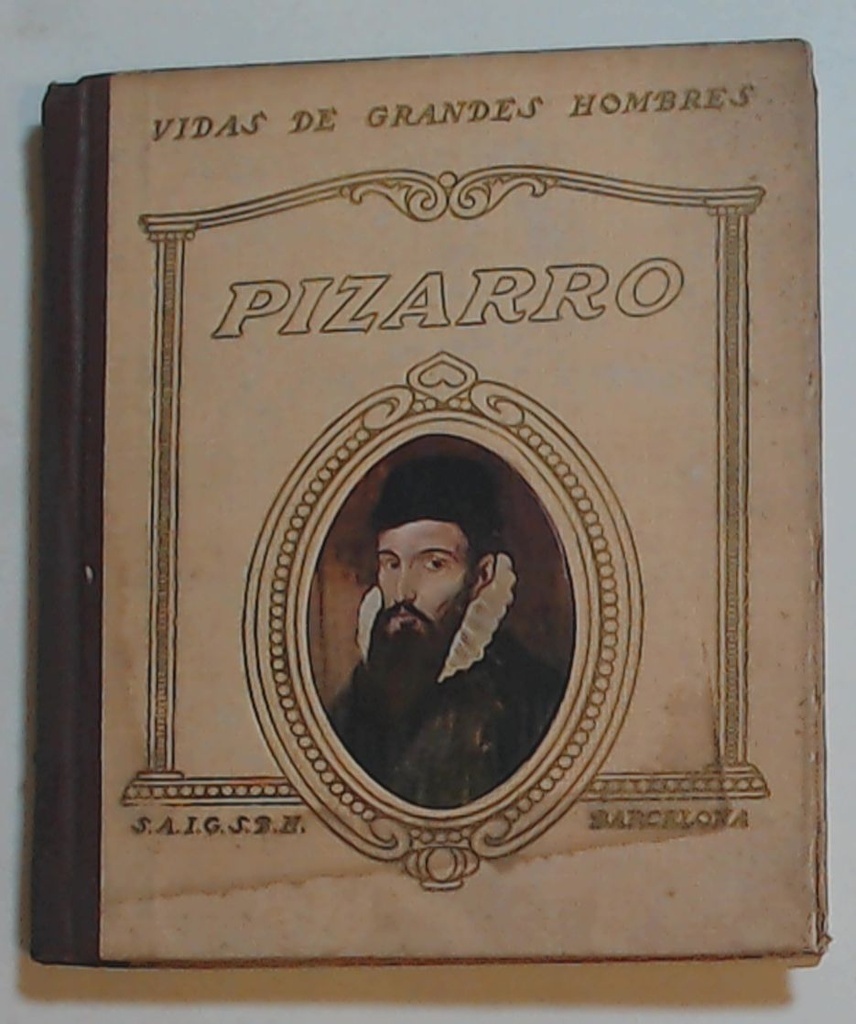 VIDAS DE GRANDES HOMBRES
PIZARRO
S.A.I.G.S.B.H. BARCELONA